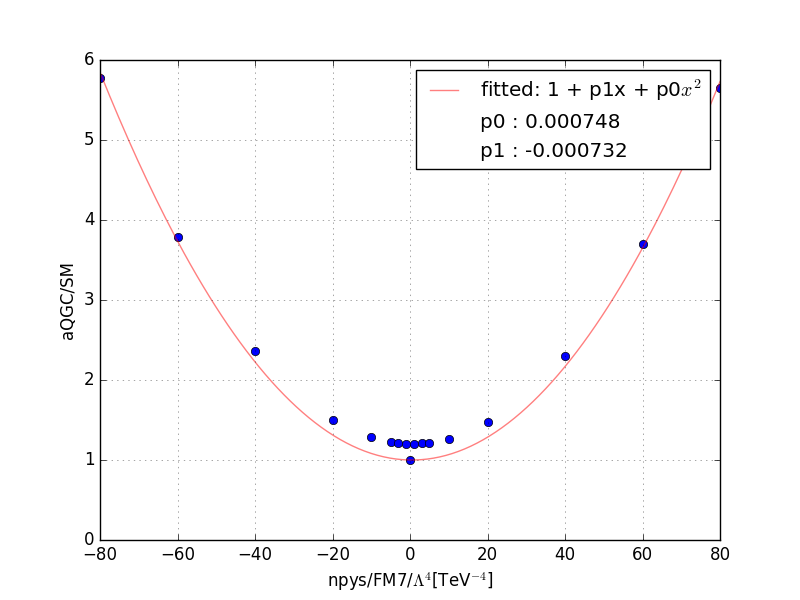 6
5
4
3
2
1
0
aQGC/SM
fitted: 1 + p1x + p0x²
p0 : 0.000748
p1 : -0.000732
−80 −60 −40 −20 0 20 40 60 80
npys/FM7/Λ⁴[TeV⁻⁴]